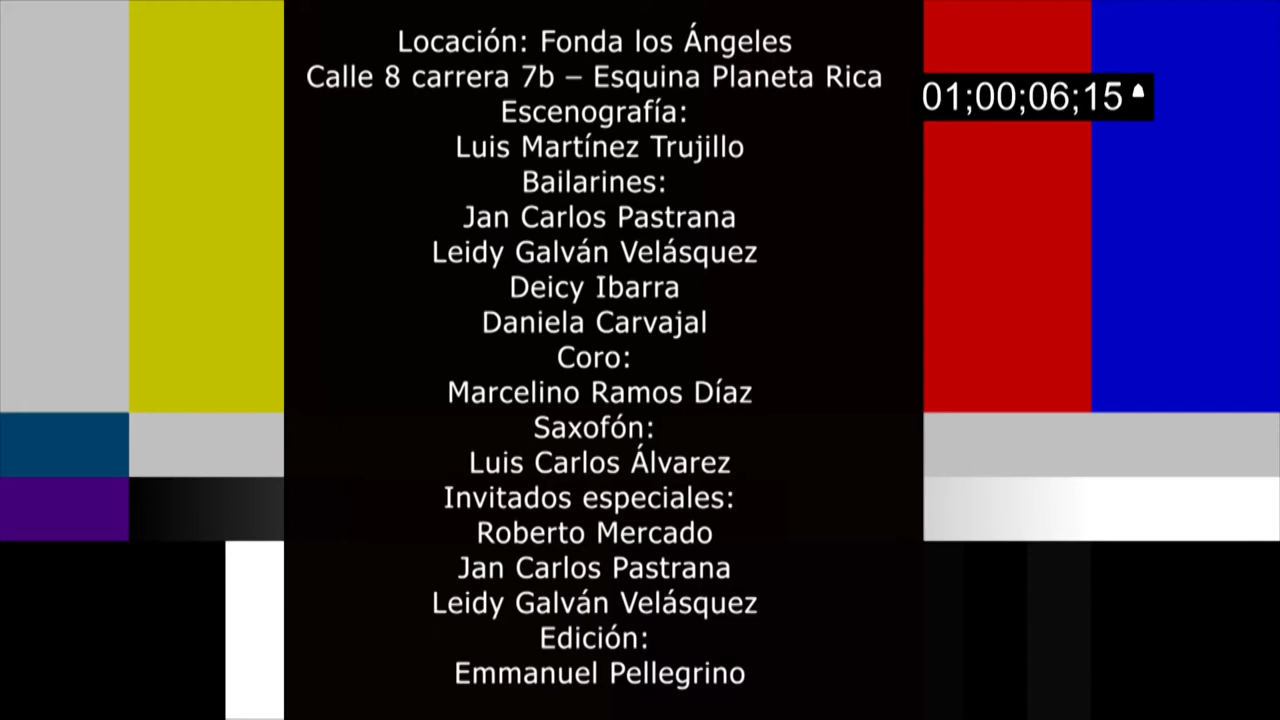 Locación: Fonda los Ángeles
Calle 8 carrera 7b – Esquina Planeta Rica
01;00;06;15
Escenografía:
Luis Martínez Trujillo
Bailarines:
Jan Carlos Pastrana
Leidy Galván Velásquez
Deicy Ibarra
Daniela Carvajal
Coro:
Marcelino Ramos Díaz
Saxofón:
Luis Carlos Álvarez
Invitados especiales:
Roberto Mercado
Jan Carlos Pastrana
Leidy Galván Velásquez
Edición:
Emmanuel Pellegrino